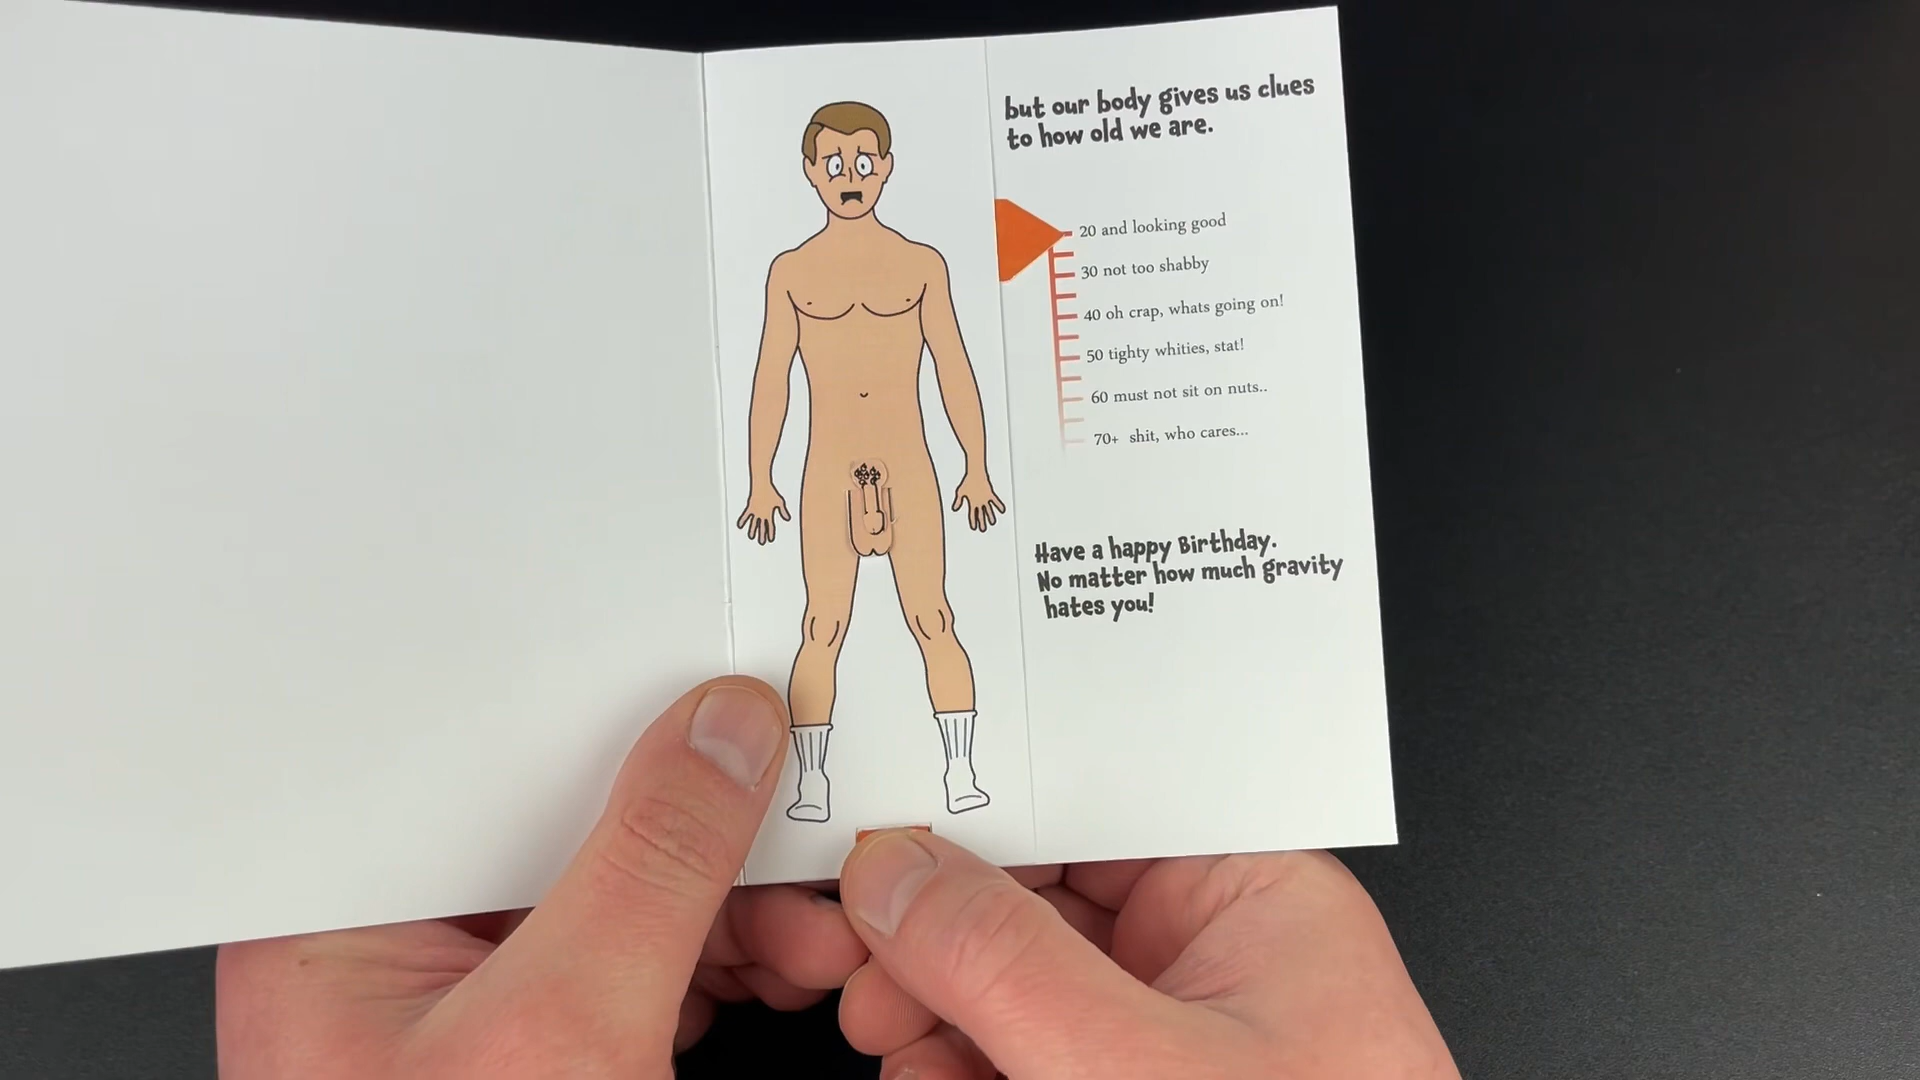 but our body gives us clues
to how old we are.
20 and looking good
30 not too shabby
40 oh crap, whats going on!
50 tighty whities, stat!
60 must not sit on nuts..
70+ shit, who cares...
Have a happy Birthday.
No matter how much gravity
hates you!